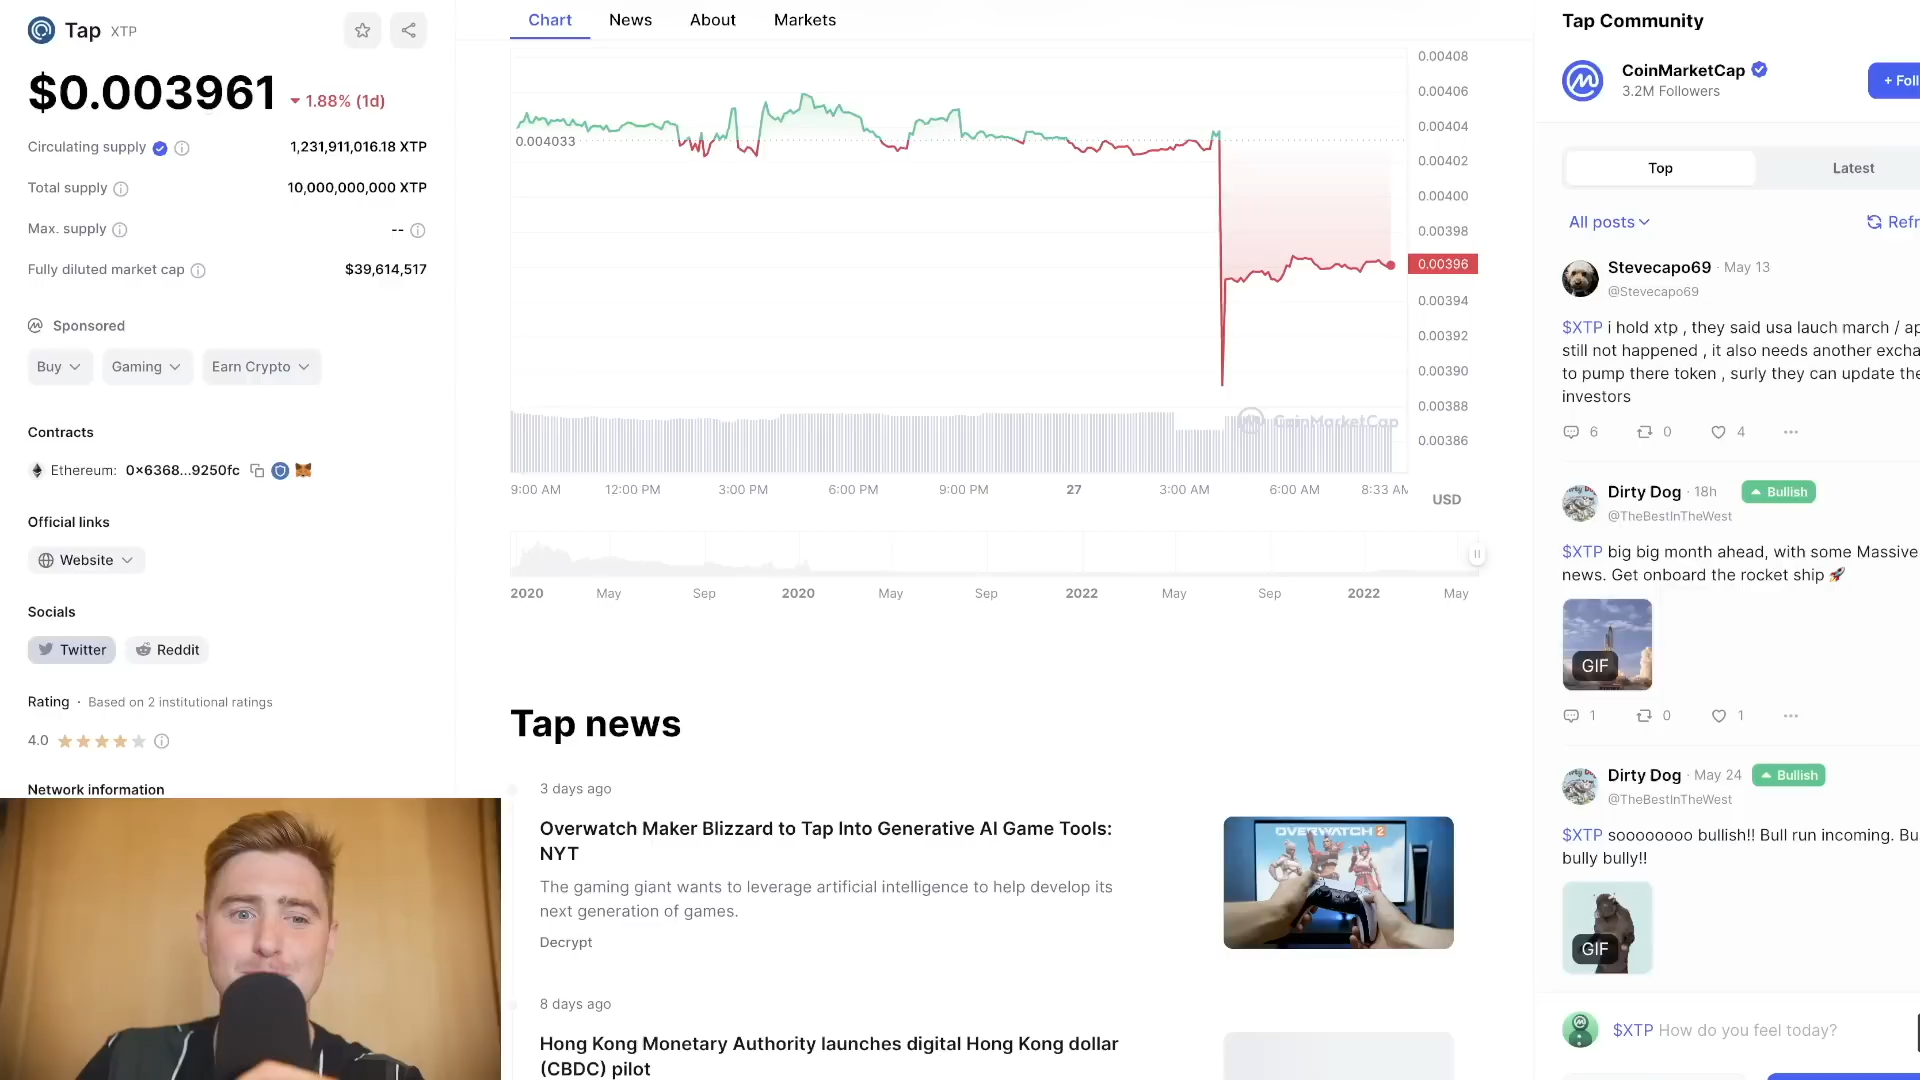 Tap XTP
$0.003961 1.88% (1d)
Circulating supply 1,231,911,016.18 XTP
Total supply 10,000,000,000 XTP
Max. supply --
Fully diluted market cap $39,614,517
Sponsored
Buy Gaming Earn Crypto
Contracts
Ethereum: 0x6368...9250fc
Official links
Website
Socials
Twitter Reddit
Rating · Based on 2 institutional ratings
4.0
Network information
Chart News About Markets
0.00408
0.00406
0.00404
0.004033
0.00402
0.00400
0.00398
0.00396
0.00394
0.00392
0.00390
0.00388
0.00386
CoinMarketCap
9:00 AM 12:00 PM 3:00 PM 6:00 PM 9:00 PM 27 3:00 AM 6:00 AM 8:33 AM
USD
2020 May Sep 2020 May Sep 2022 May Sep 2022 May
Tap news
3 days ago
Overwatch Maker Blizzard to Tap Into Generative AI Game Tools:
NYT
The gaming giant wants to leverage artificial intelligence to help develop its
next generation of games.
Decrypt
OVERWATCH 2
8 days ago
Hong Kong Monetary Authority launches digital Hong Kong dollar
(CBDC) pilot
Tap Community
CoinMarketCap
3.2M Followers
+ Foll
Top Latest
All posts Refr
Stevecapo69 · May 13
@Stevecapo69
$XTP i hold xtp , they said usa lauch march / ap
still not happened , it also needs another excha
to pump there token , surly they can update the
investors
6 0 4
Dirty Dog · 18h Bullish
@TheBestInTheWest
$XTP big big month ahead, with some Massive
news. Get onboard the rocket ship 🚀
GIF
1 0 1
Dirty Dog · May 24 Bullish
@TheBestInTheWest
$XTP soooooooo bullish!! Bull run incoming. Bu
bully bully!!
GIF
$XTP How do you feel today?